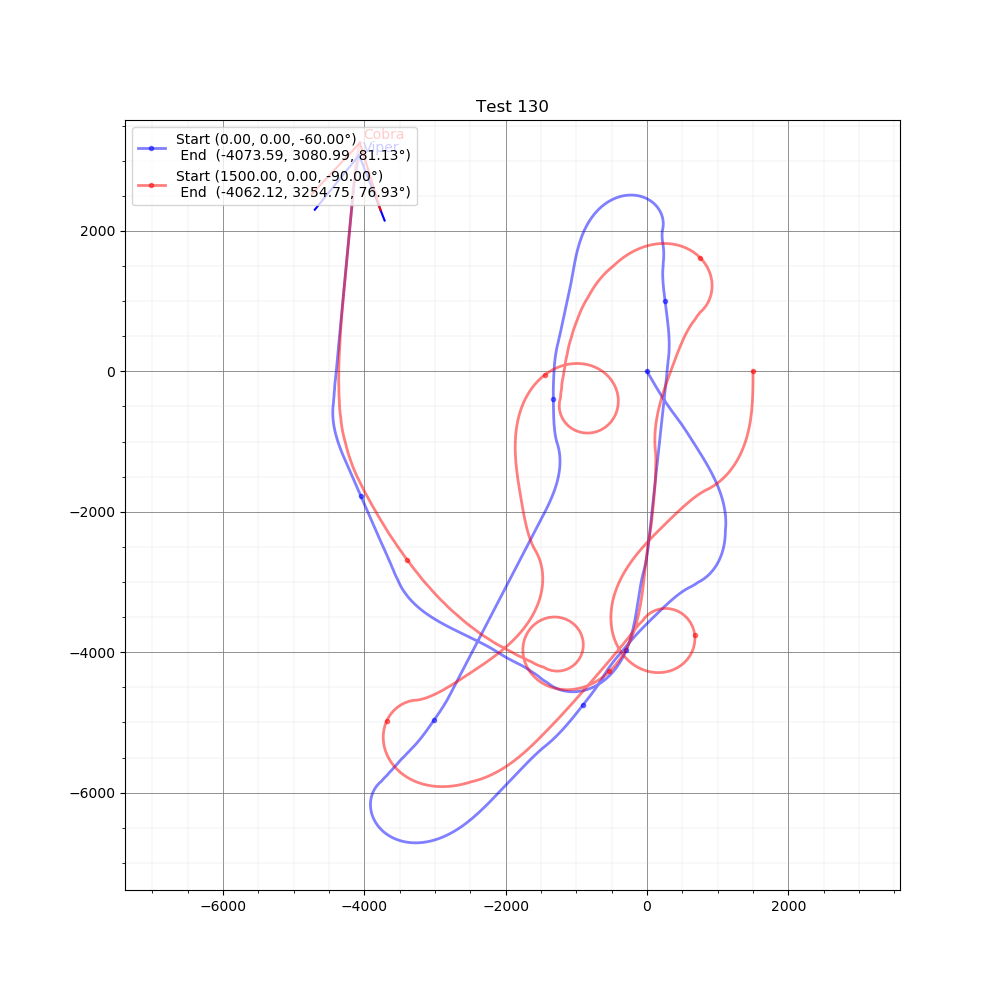 Test 130
Cobra
Viper
Start (0.00, 0.00, -60.00°)
End (-4073.59, 3080.99, 81.13°)
Start (1500.00, 0.00, -90.00°)
End (-4062.12, 3254.75, 76.93°)
2000
0
−2000
−4000
−6000
−6000 −4000 −2000 0 2000